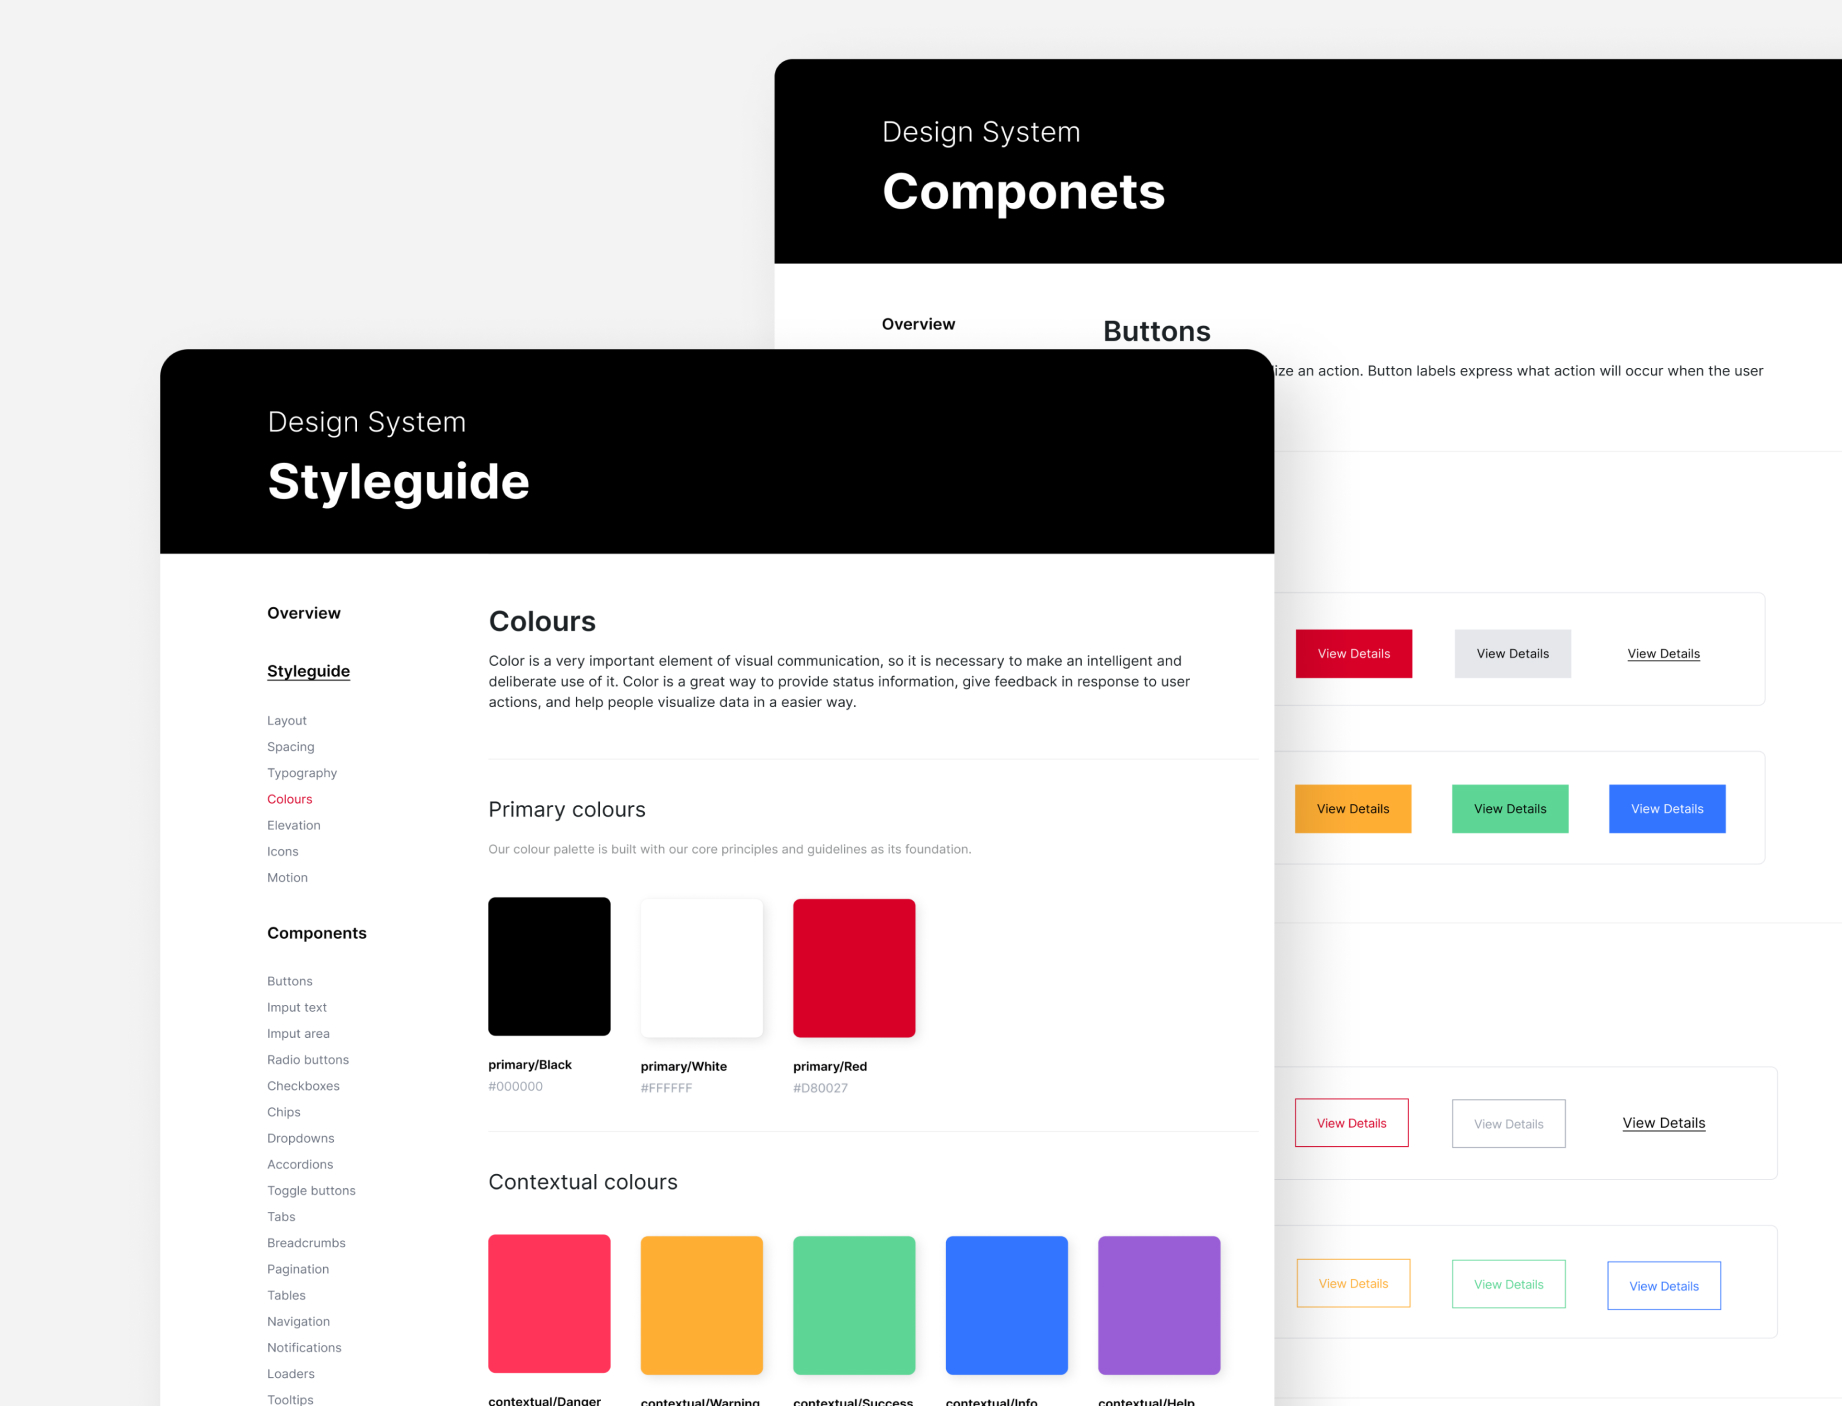 Design System
Componets
Overview
Buttons
ize an action. Button labels express what action will occur when the user
View Details
View Details
View Details
View Details
View Details
View Details
View Details
View Details
View Details
View Details
View Details
View Details
Design System
Styleguide
Overview
Styleguide
Layout
Spacing
Typography
Colours
Elevation
Icons
Motion
Components
Buttons
Imput text
Imput area
Radio buttons
Checkboxes
Chips
Dropdowns
Accordions
Toggle buttons
Tabs
Breadcrumbs
Pagination
Tables
Navigation
Notifications
Loaders
Tooltips
Colours
Color is a very important element of visual communication, so it is necessary to make an intelligent and
deliberate use of it. Color is a great way to provide status information, give feedback in response to user
actions, and help people visualize data in a easier way.
Primary colours
Our colour palette is built with our core principles and guidelines as its foundation.
primary/Black
#000000
primary/White
#FFFFFF
primary/Red
#D80027
Contextual colours
contextual/Danger
contextual/Warning
contextual/Success
contextual/Info
contextual/Help